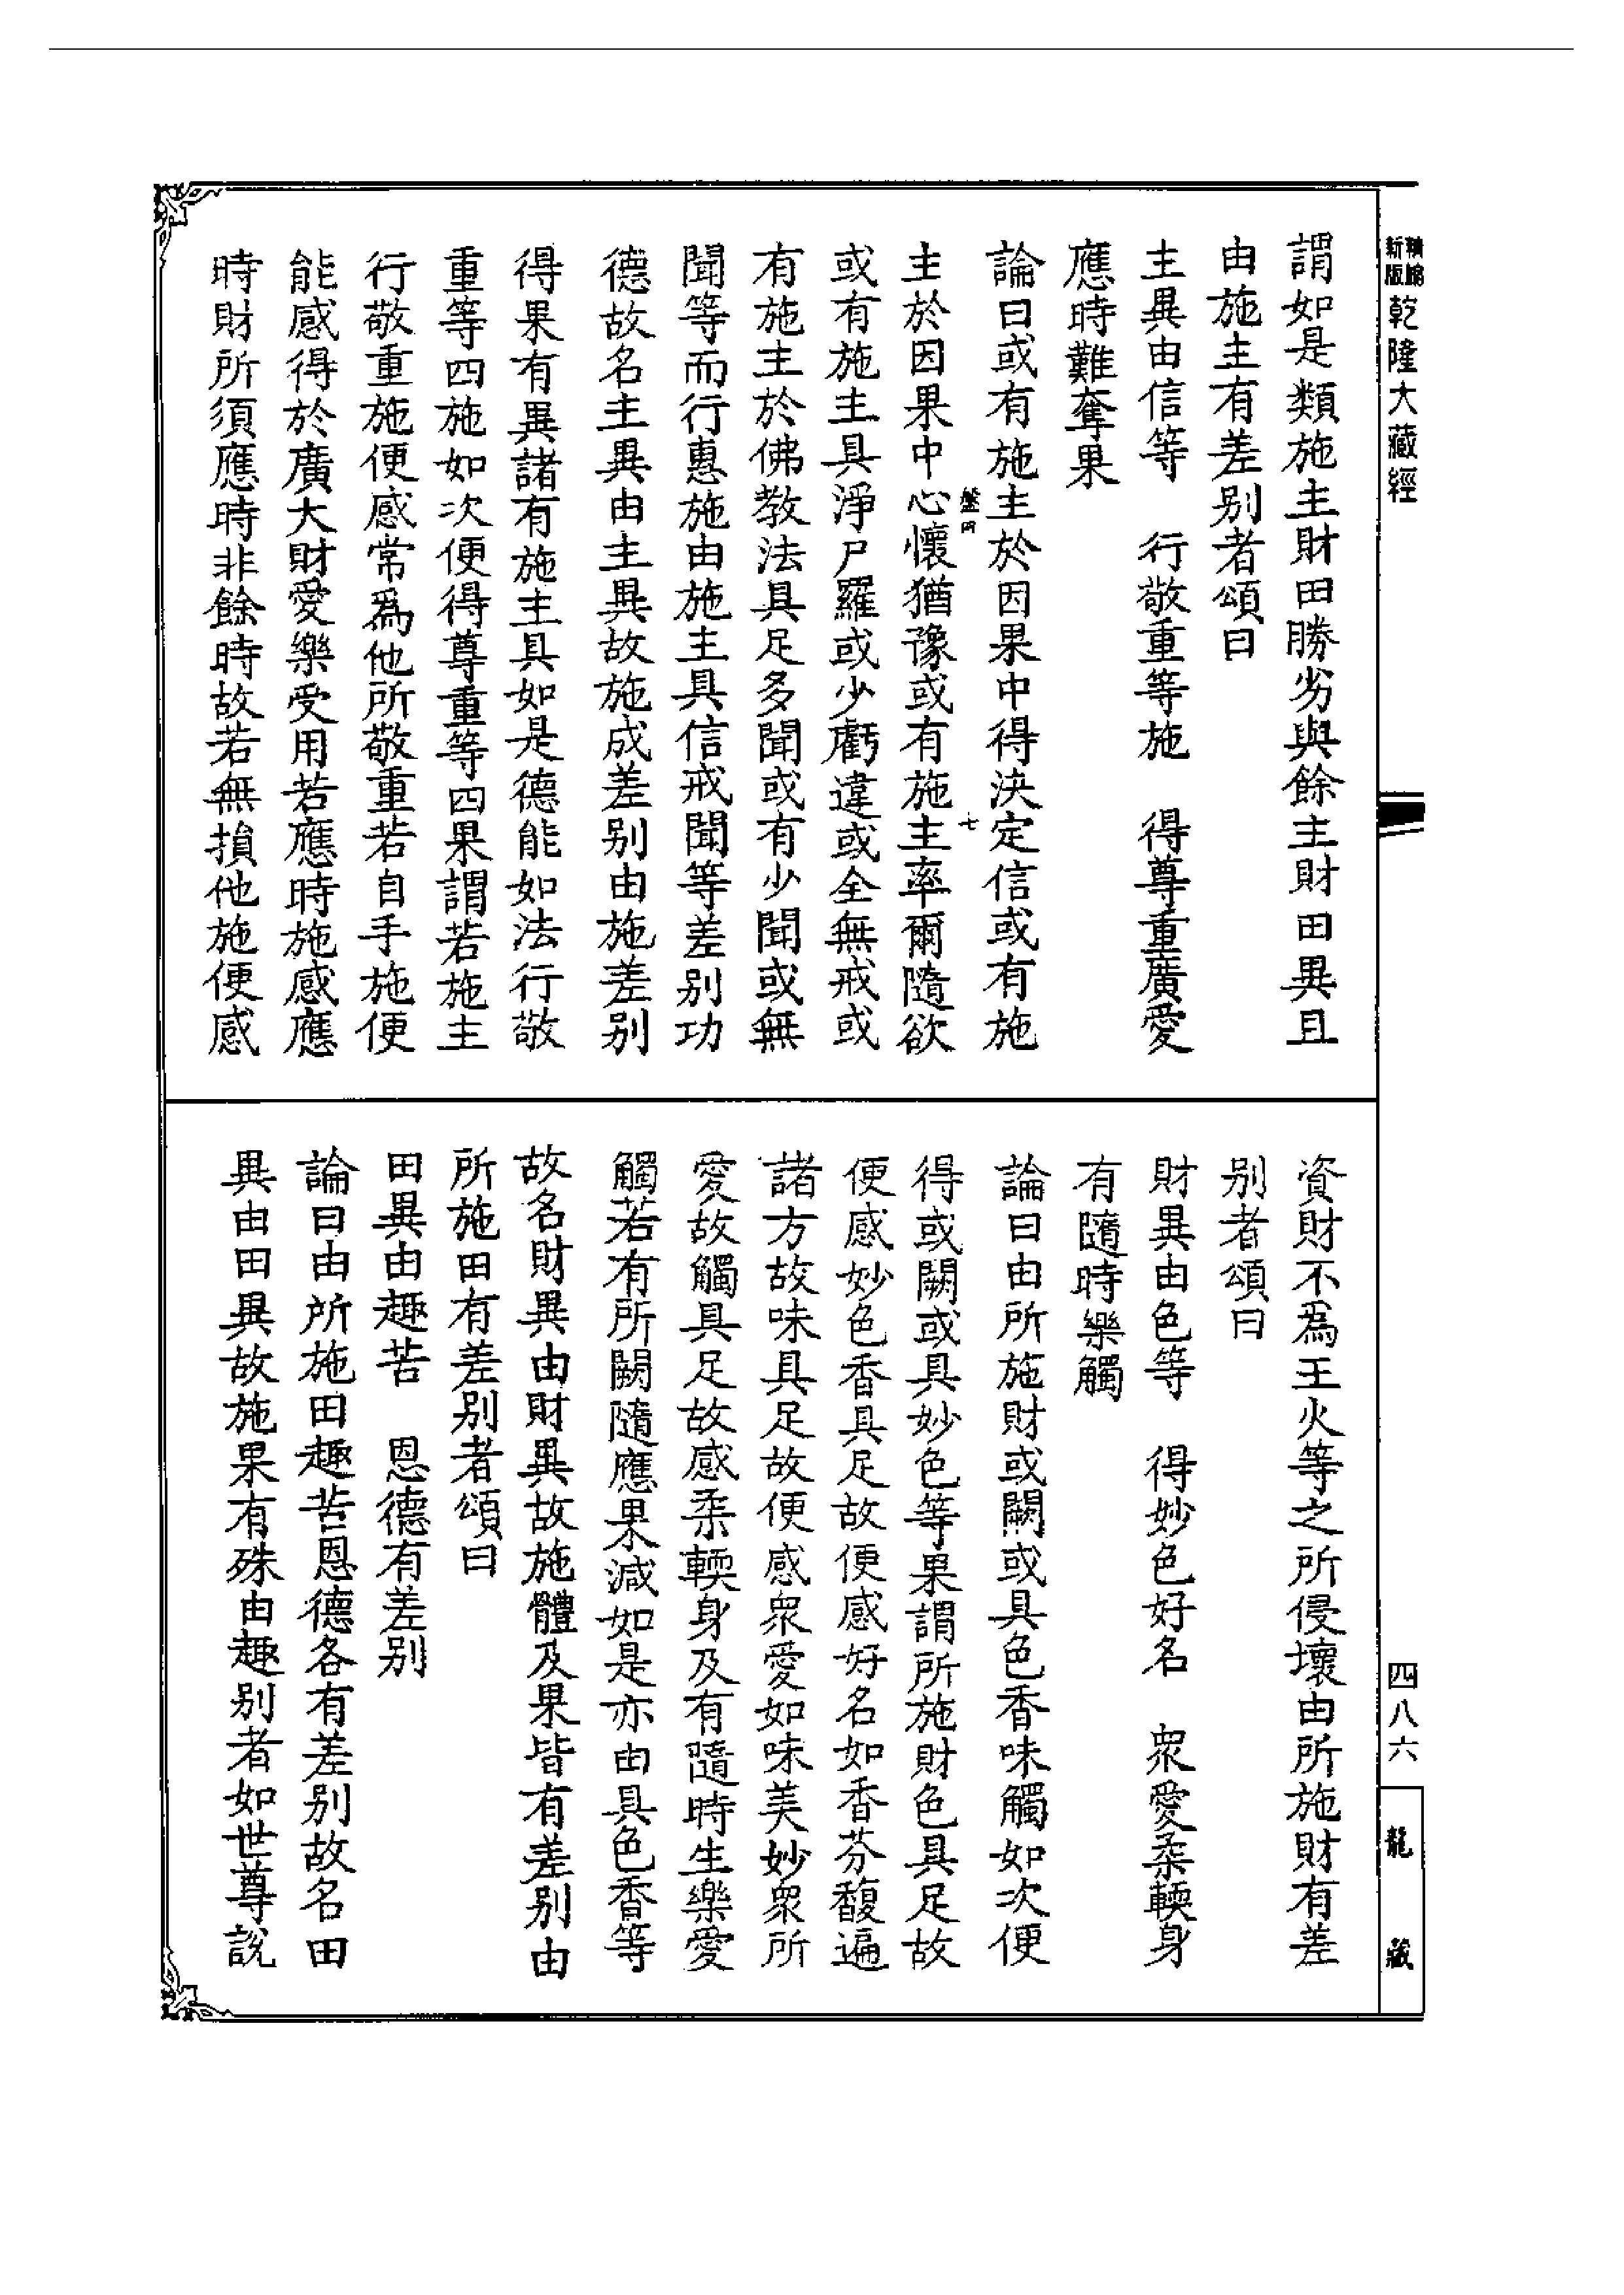 精縮新版 乾隆大藏經
謂如是類施主財田勝劣與餘主財田異且
由施主有差别者頌曰
主異由信等　行敬重等施　得尊重廣愛
應時難奪果
論曰或有施主於因果中得決定信或有施
盤四　七
主於因果中心懷猶豫或有施主率爾隨欲
或有施主具淨尸羅或少虧違或全無戒或
有施主於佛教法具足多聞或有少聞或無
聞等而行惠施由施主具信戒聞等差别功
德故名主異由主異故施成差别由施差别
得果有異諸有施主具如是德能如法行敬
重等四施如次便得尊重等四果謂若施主
行敬重施便感常爲他所敬重若自手施便
能感得於廣大財愛樂受用若應時施感應
時財所須應時非餘時故若無損他施便感
資財不爲王火等之所侵壞由所施財有差
别者頌曰
財異由色等　得妙色好名　眾愛柔輭身
有隨時樂觸
論曰由所施財或闕或具色香味觸如次便
得或闕或具妙色等果謂所施財色具足故
便感妙色香具足故便感好名如香芬馥遍
諸方故味具足故便感眾愛如味美妙眾所
愛故觸具足故感柔輭身及有隨時生樂愛
觸若有所闕隨應果減如是亦由具色香等
故名財異由財異故施體及果皆有差别由
所施田有差别者頌曰
田異由趣苦　恩德有差别
論曰由所施田趣苦恩德各有差别故名田
異由田異故施果有殊由趣别者如世尊說
四八六
龍藏